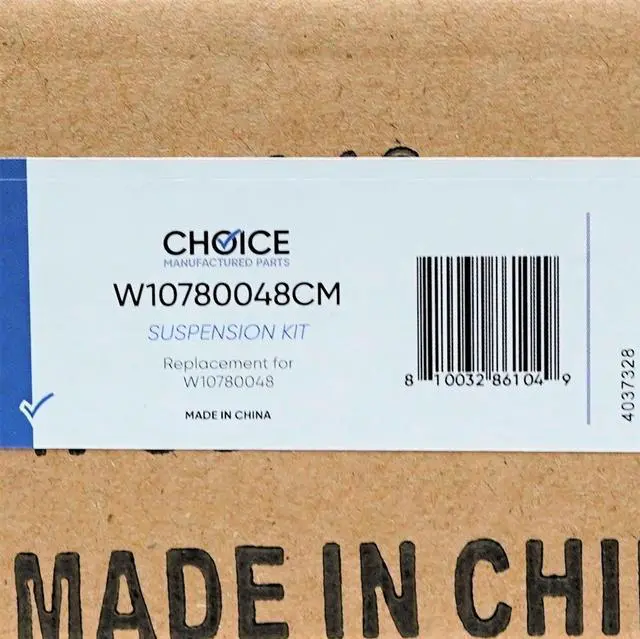 CHOICE
MANUFACTURED PARTS
W10780048CM
SUSPENSION KIT
Replacement for
W10780048
MADE IN CHINA
8 10032 86104 9
4037328
MADE IN CHI